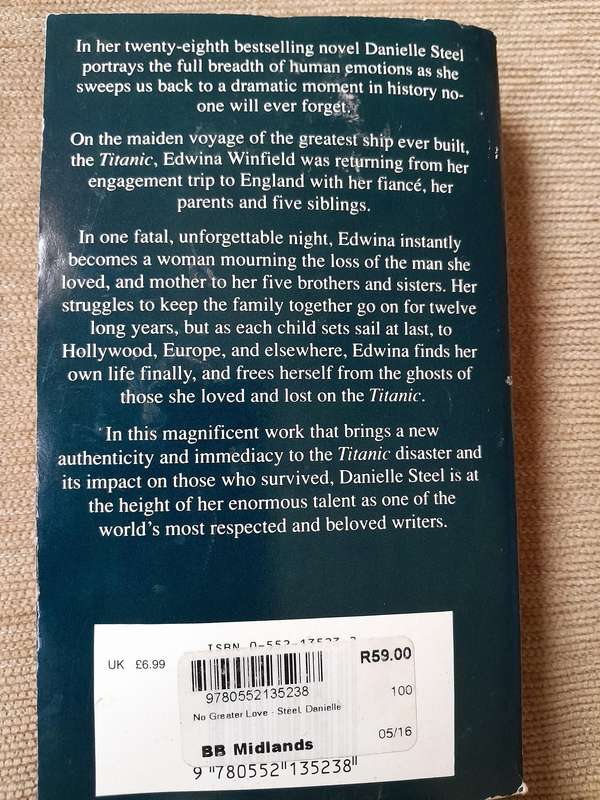 In her twenty-eighth bestselling novel Danielle Steel
portrays the full breadth of human emotions as she
sweeps us back to a dramatic moment in history no-
one will ever forget.
On the maiden voyage of the greatest ship ever built,
the Titanic, Edwina Winfield was returning from her
engagement trip to England with her fiancé, her
parents and five siblings.
In one fatal, unforgettable night, Edwina instantly
becomes a woman mourning the loss of the man she
loved, and mother to her five brothers and sisters. Her
struggles to keep the family together go on for twelve
long years, but as each child sets sail at last, to
Hollywood, Europe, and elsewhere, Edwina finds her
own life finally, and frees herself from the ghosts of
those she loved and lost on the Titanic.
In this magnificent work that brings a new
authenticity and immediacy to the Titanic disaster and
its impact on those who survived, Danielle Steel is at
the height of her enormous talent as one of the
world's most respected and beloved writers.
ISBN 0-552-13523
UK £6.99
R59.00
9780552135238
100
No Greater Love - Steel, Danielle
05/16
BB Midlands
9 "780552"135238"